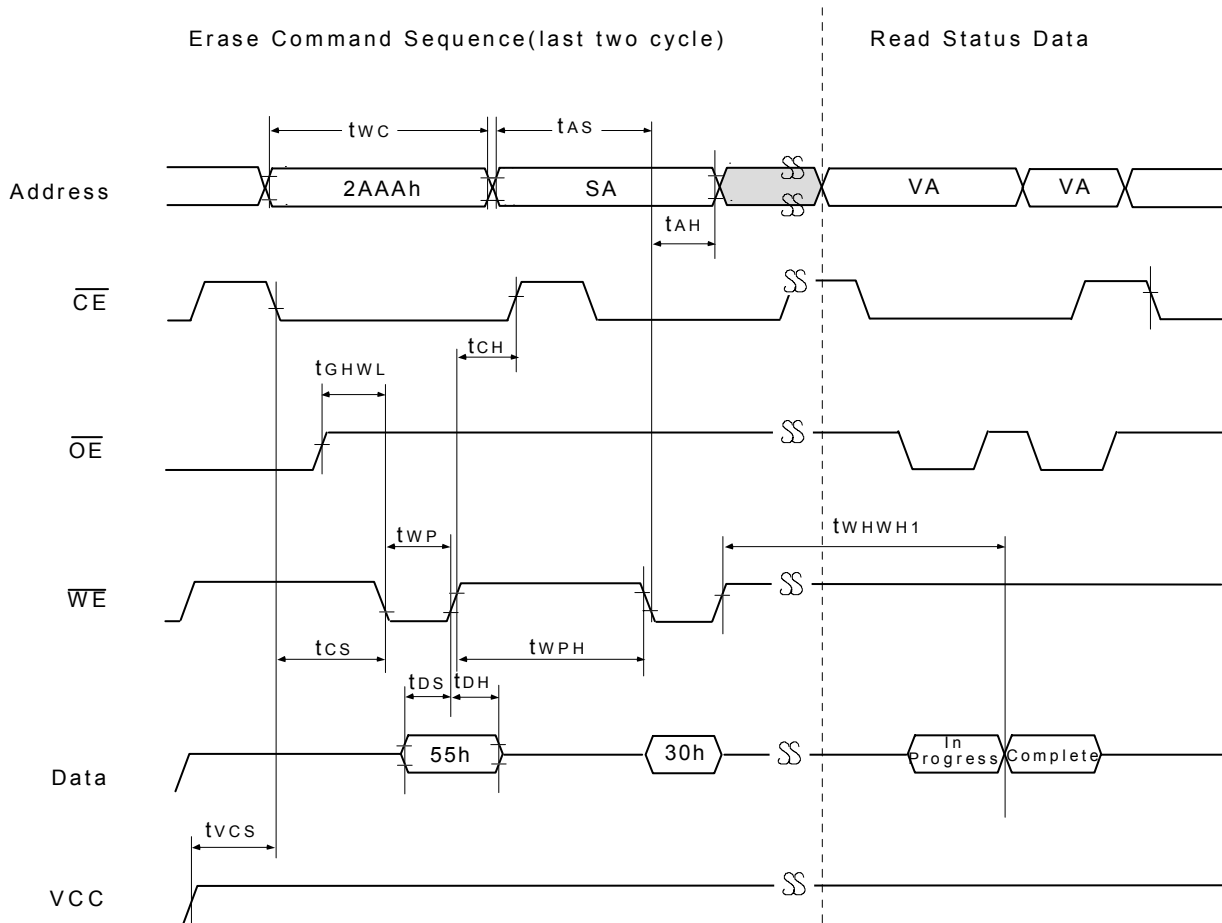 Erase Command Sequence(last two cycle) Read Status Data
tWC tAS
Address 2AAAh SA VA VA
tAH
CE
tCH
tGHWL
OE
tWP tWHWH1
WE
tCS tWPH
tDS tDH
Data 55h 30h In Progress Complete
tVCS
VCC